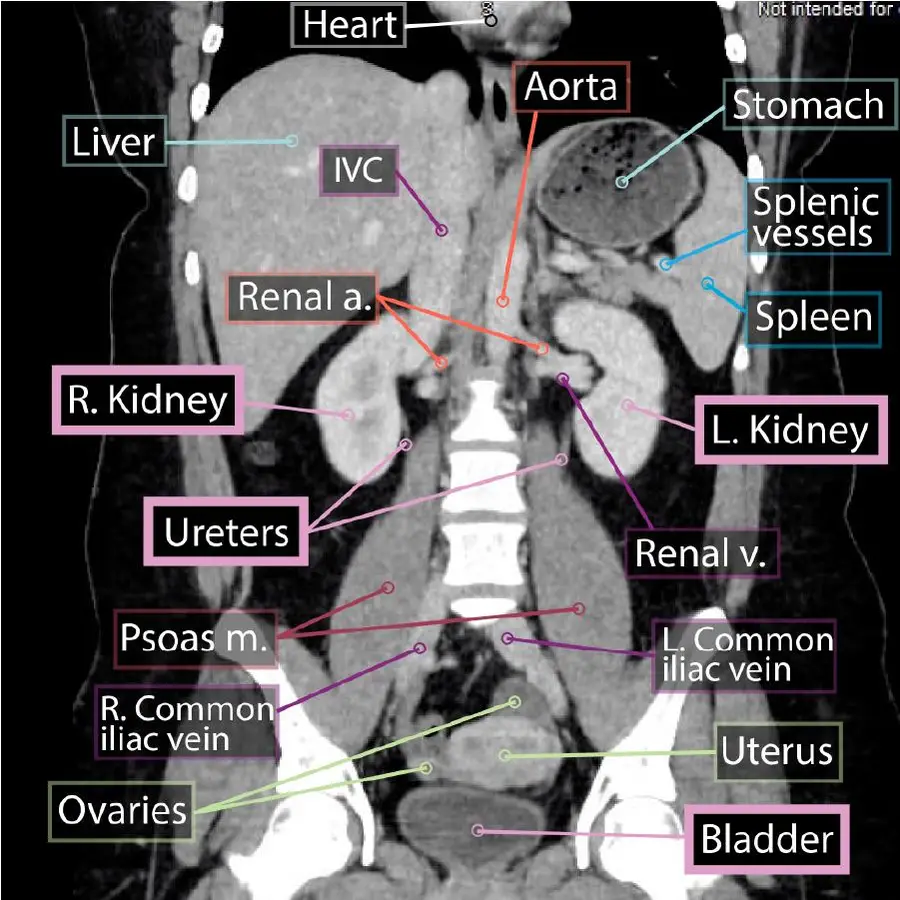 Not intended for
Heart
Aorta
Stomach
Liver
IVC
Splenic
vessels
Renal a.
Spleen
R. Kidney
L. Kidney
Ureters
Renal v.
Psoas m.
L. Common
iliac vein
R. Common
iliac vein
Uterus
Ovaries
Bladder